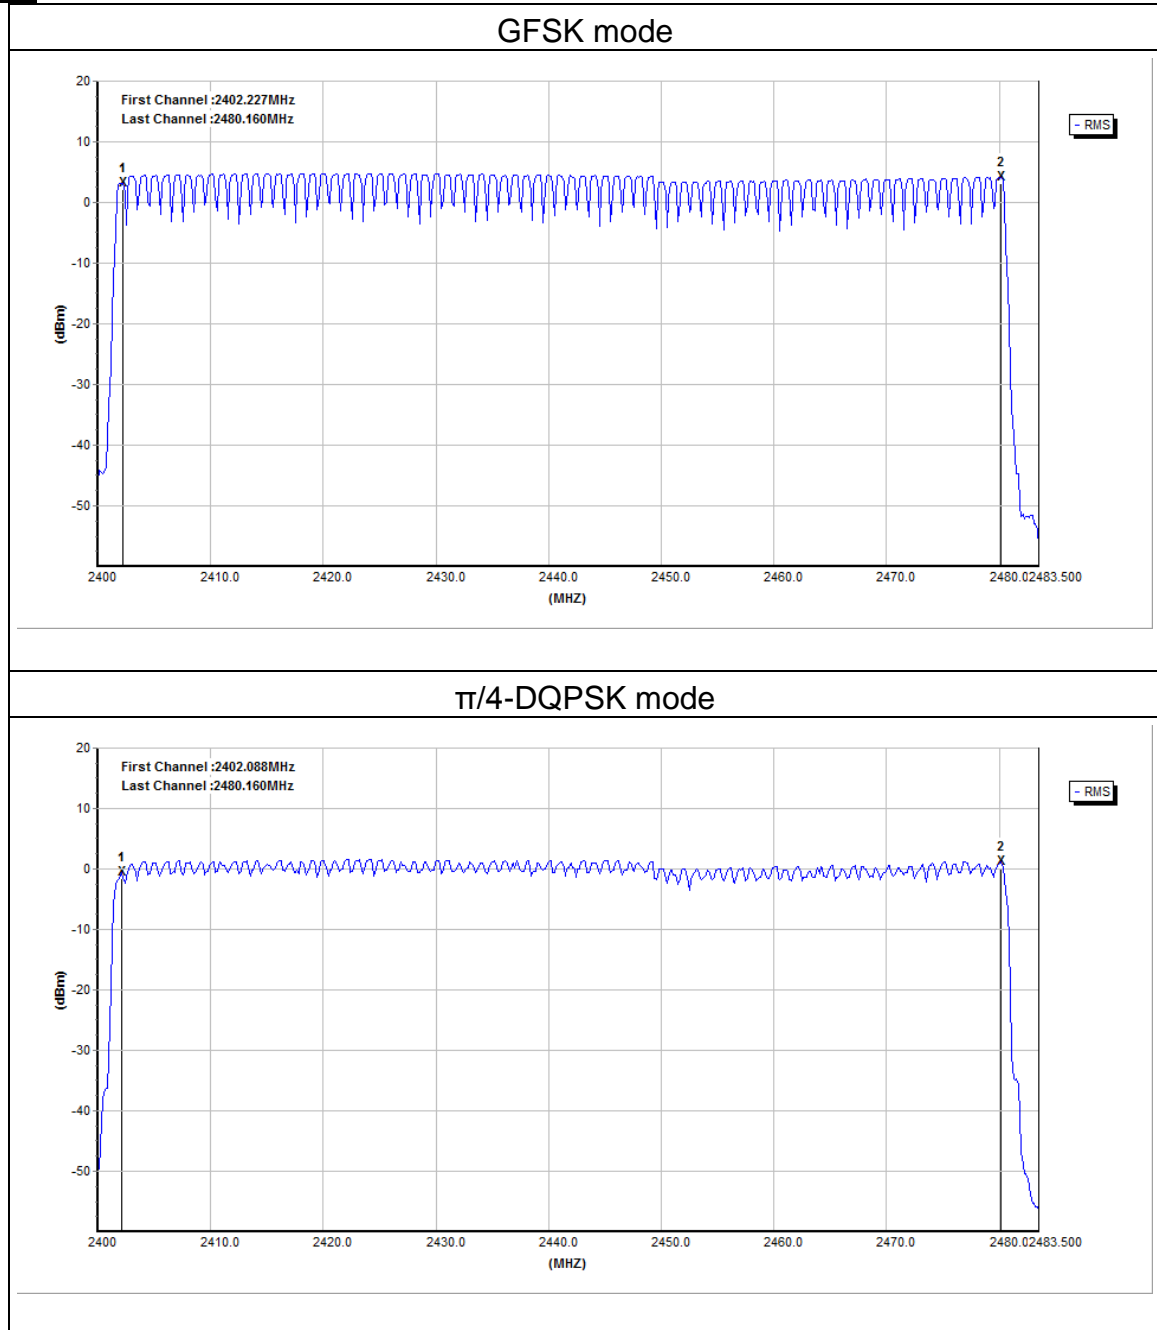 GFSK mode
First Channel :2402.227MHz
Last Channel :2480.160MHz
- RMS
1
2
20
10
0
-10
-20
-30
-40
-50
(dBm)
2400 2410.0 2420.0 2430.0 2440.0 2450.0 2460.0 2470.0 2480.02483.500
(MHZ)
π/4-DQPSK mode
First Channel :2402.088MHz
Last Channel :2480.160MHz
- RMS
1
2
20
10
0
-10
-20
-30
-40
-50
(dBm)
2400 2410.0 2420.0 2430.0 2440.0 2450.0 2460.0 2470.0 2480.02483.500
(MHZ)